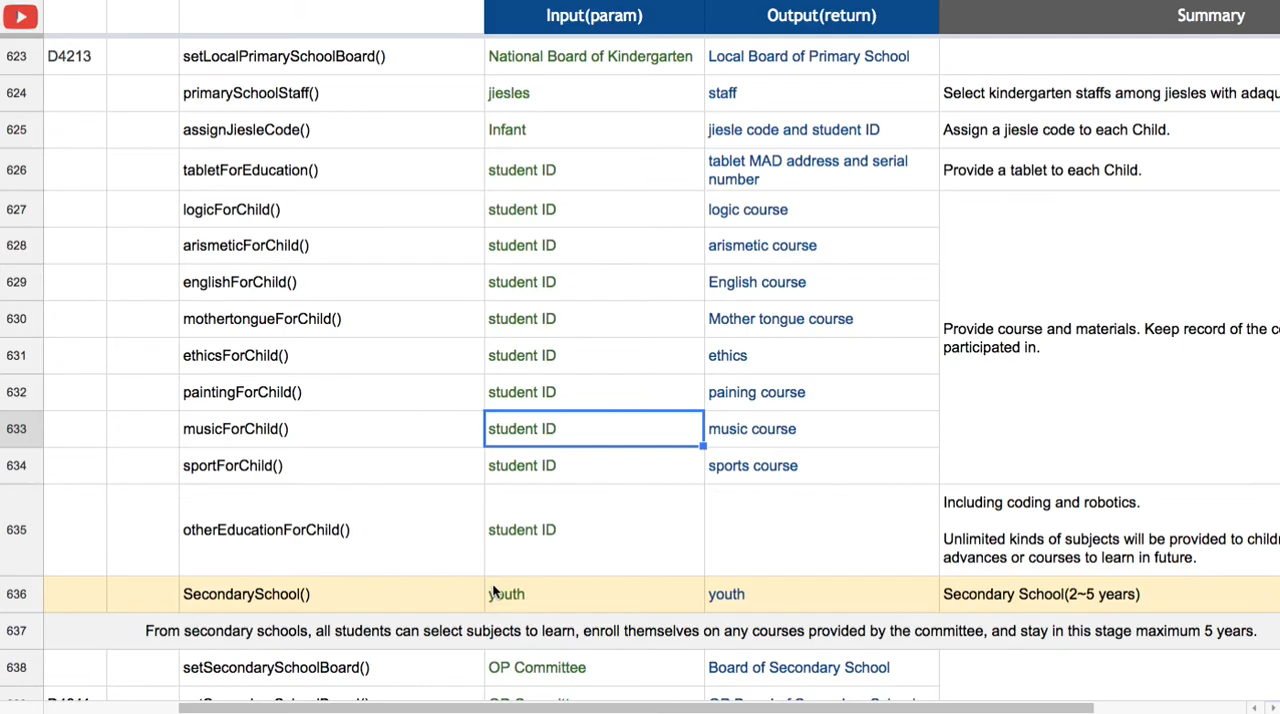 Input(param) Output(return) Summary
623 D4213 setLocalPrimarySchoolBoard() National Board of Kindergarten Local Board of Primary School
624 primarySchoolStaff() jiesles staff Select kindergarten staffs among jiesles with adaqu
625 assignJiesleCode() Infant jiesle code and student ID Assign a jiesle code to each Child.
626 tabletForEducation() student ID tablet MAD address and serial
number Provide a tablet to each Child.
627 logicForChild() student ID logic course
628 arismeticForChild() student ID arismetic course
629 englishForChild() student ID English course
630 mothertongueForChild() student ID Mother tongue course
Provide course and materials. Keep record of the c
participated in.
631 ethicsForChild() student ID ethics
632 paintingForChild() student ID paining course
633 musicForChild() student ID music course
634 sportForChild() student ID sports course
635 otherEducationForChild() student ID
Including coding and robotics.
Unlimited kinds of subjects will be provided to child
advances or courses to learn in future.
636 SecondarySchool() youth youth Secondary School(2~5 years)
637 From secondary schools, all students can select subjects to learn, enroll themselves on any courses provided by the committee, and stay in this stage maximum 5 years.
638 setSecondarySchoolBoard() OP Committee Board of Secondary School